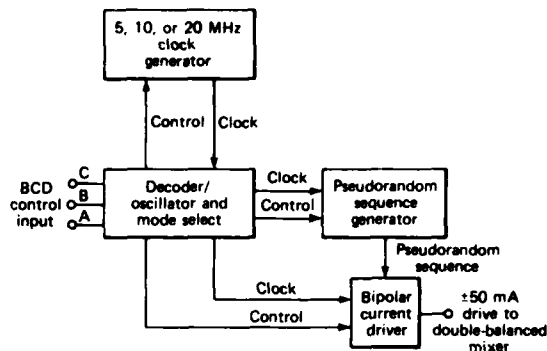 5, 10, or 20 MHz
clock
generator
Control
Clock
BCD
control
input
C
B
A
Decoder/
oscillator and
mode select
Clock
Control
Pseudorandom
sequence
generator
Pseudorandom
sequence
Clock
Control
Bipolar
current
driver
±50 mA
drive to
double-balanced
mixer